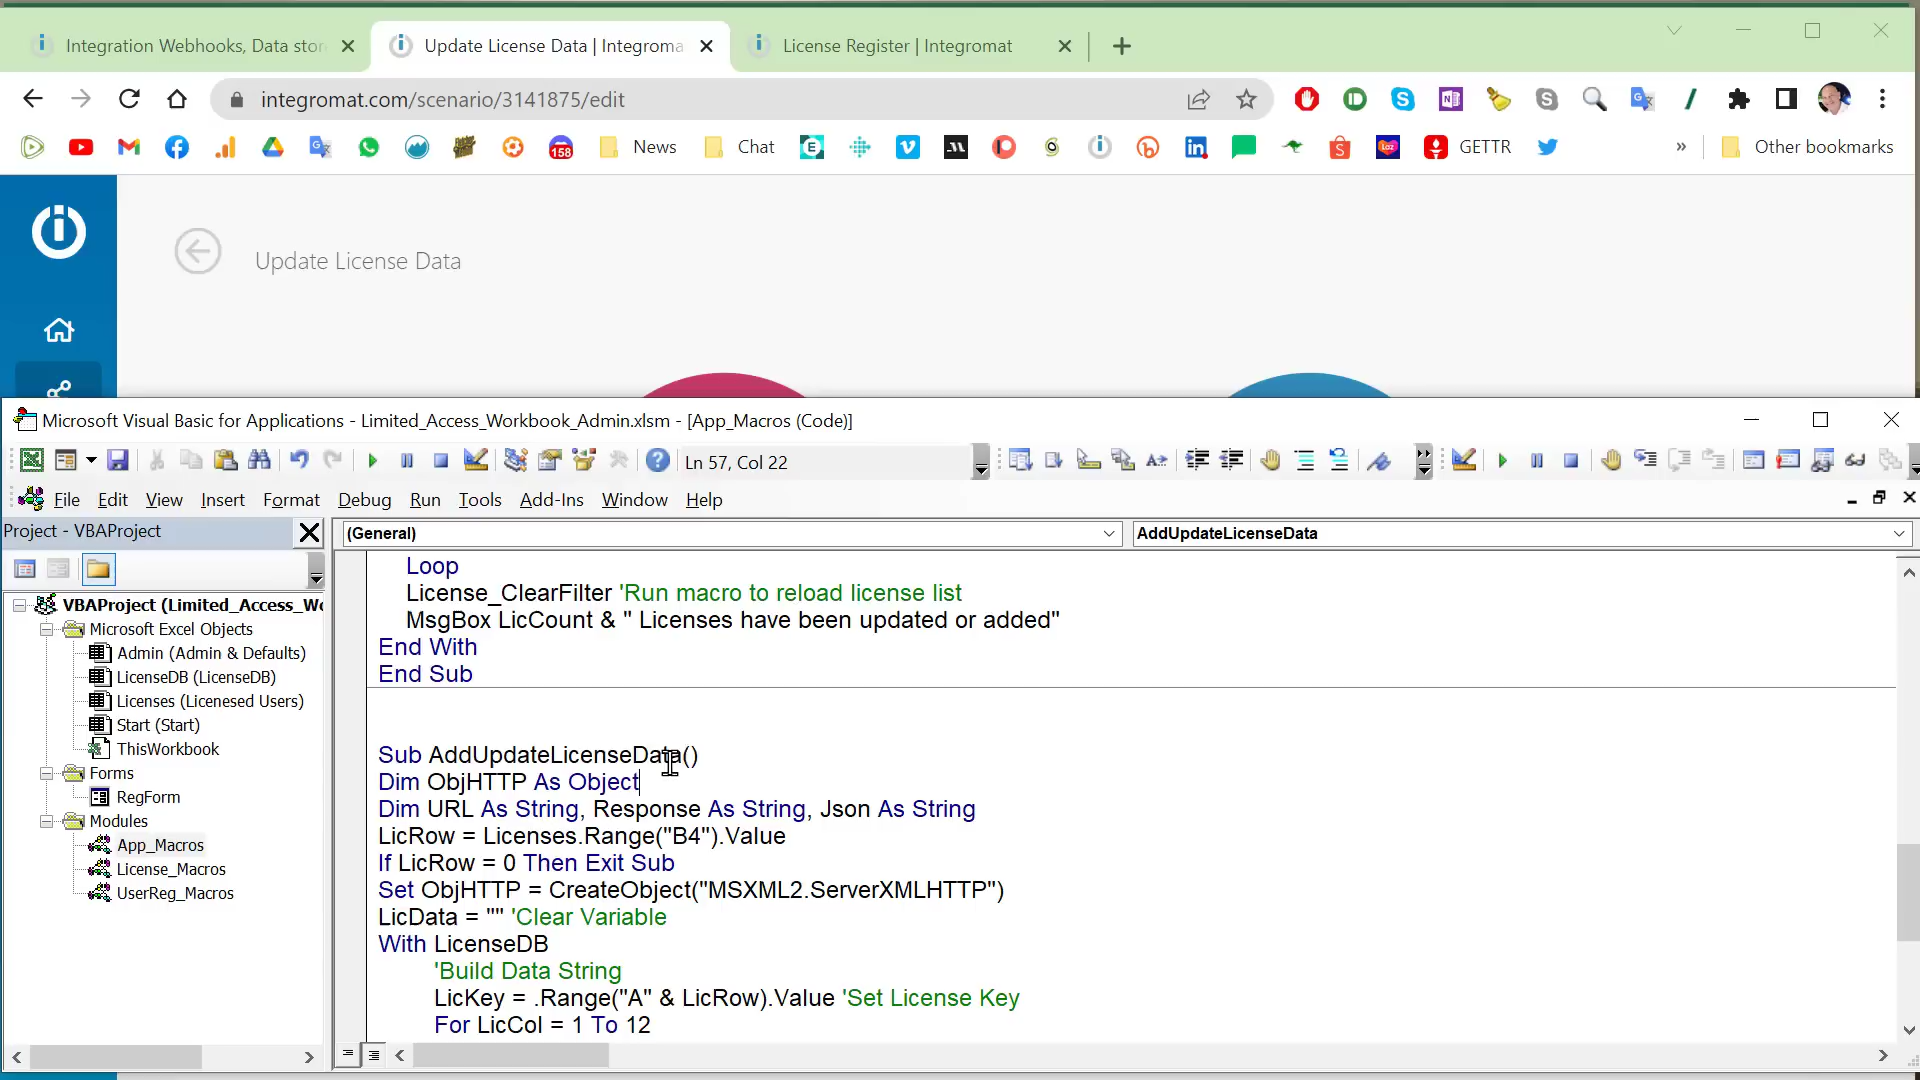 Integration Webhooks, Data stor
Update License Data | Integroma
License Register | Integromat
integromat.com/scenario/3141875/edit
158
News
Chat
GETTR
»
Other bookmarks
Update License Data
Microsoft Visual Basic for Applications - Limited_Access_Workbook_Admin.xlsm - [App_Macros (Code)]
Ln 57, Col 22
File Edit View Insert Format Debug Run Tools Add-Ins Window Help
Project - VBAProject
(General)
AddUpdateLicenseData
VBAProject (Limited_Access_Wo
Microsoft Excel Objects
Admin (Admin & Defaults)
LicenseDB (LicenseDB)
Licenses (Licenesed Users)
Start (Start)
ThisWorkbook
Forms
RegForm
Modules
App_Macros
License_Macros
UserReg_Macros
Loop
License_ClearFilter 'Run macro to reload license list
MsgBox LicCount & " Licenses have been updated or added"
End With
End Sub
Sub AddUpdateLicenseData()
Dim ObjHTTP As Object
Dim URL As String, Response As String, Json As String
LicRow = Licenses.Range("B4").Value
If LicRow = 0 Then Exit Sub
Set ObjHTTP = CreateObject("MSXML2.ServerXMLHTTP")
LicData = "" 'Clear Variable
With LicenseDB
'Build Data String
LicKey = .Range("A" & LicRow).Value 'Set License Key
For LicCol = 1 To 12